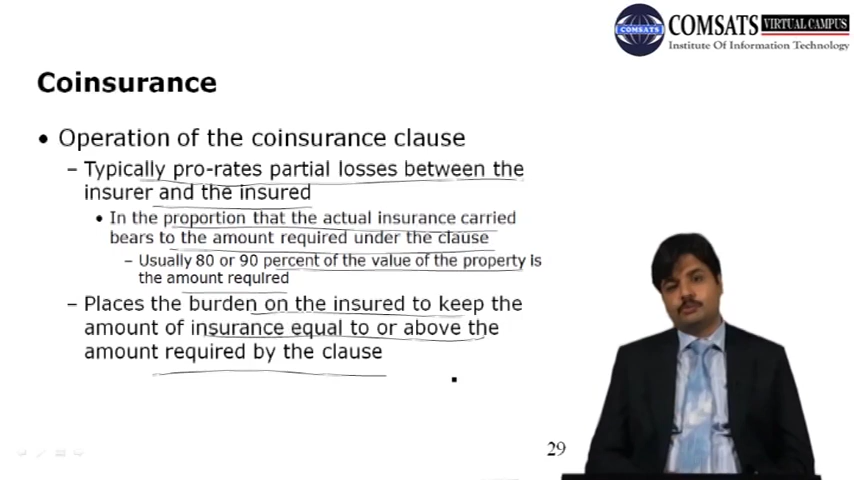 COMSATS VIRTUAL CAMPUS
COMSATS
Institute Of Information Technology
Coinsurance
• Operation of the coinsurance clause
– Typically pro-rates partial losses between the
insurer and the insured
• In the proportion that the actual insurance carried
bears to the amount required under the clause
– Usually 80 or 90 percent of the value of the property is
the amount required
– Places the burden on the insured to keep the
amount of insurance equal to or above the
amount required by the clause
29